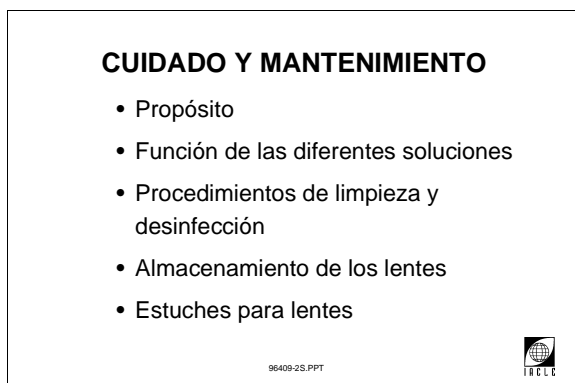 CUIDADO Y MANTENIMIENTO
• Propósito
• Función de las diferentes soluciones
• Procedimientos de limpieza y
desinfección
• Almacenamiento de los lentes
• Estuches para lentes
96409-2S.PPT
IACLE